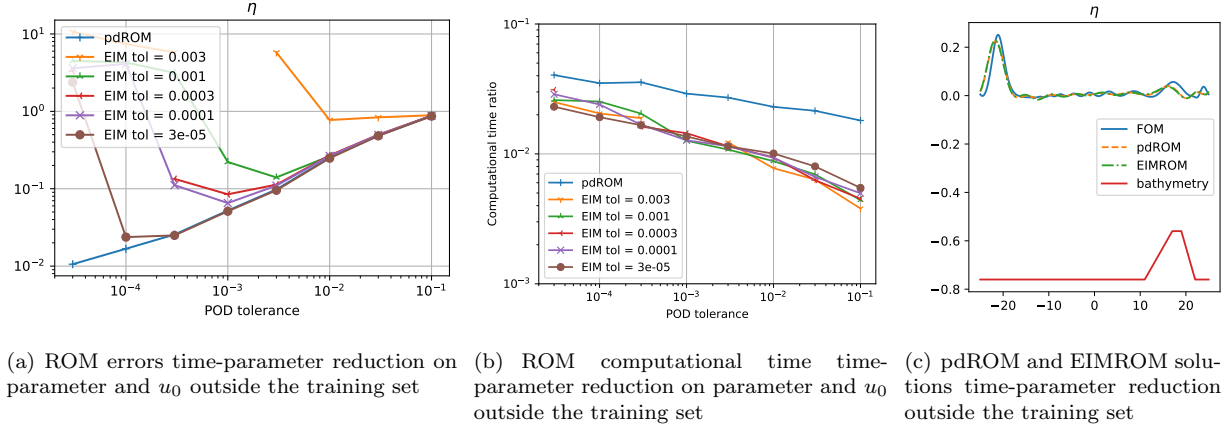 η
10^1
10^0
10^{-1}
10^{-2}
pdROM
EIM tol = 0.003
EIM tol = 0.001
EIM tol = 0.0003
EIM tol = 0.0001
EIM tol = 3e-05
10^{-4}
10^{-3}
10^{-2}
10^{-1}
POD tolerance
(a) ROM errors time-parameter reduction on
parameter and u_0 outside the training set
Computational time ratio
10^{-1}
10^{-2}
10^{-3}
pdROM
EIM tol = 0.003
EIM tol = 0.001
EIM tol = 0.0003
EIM tol = 0.0001
EIM tol = 3e-05
10^{-4}
10^{-3}
10^{-2}
10^{-1}
POD tolerance
(b) ROM computational time time-
parameter reduction on parameter and u_0
outside the training set
η
0.2
0.0
−0.2
−0.4
−0.6
−0.8
FOM
pdROM
EIMROM
bathymetry
−20
−10
0
10
20
(c) pdROM and EIMROM solu-
tions time-parameter reduction
outside the training set